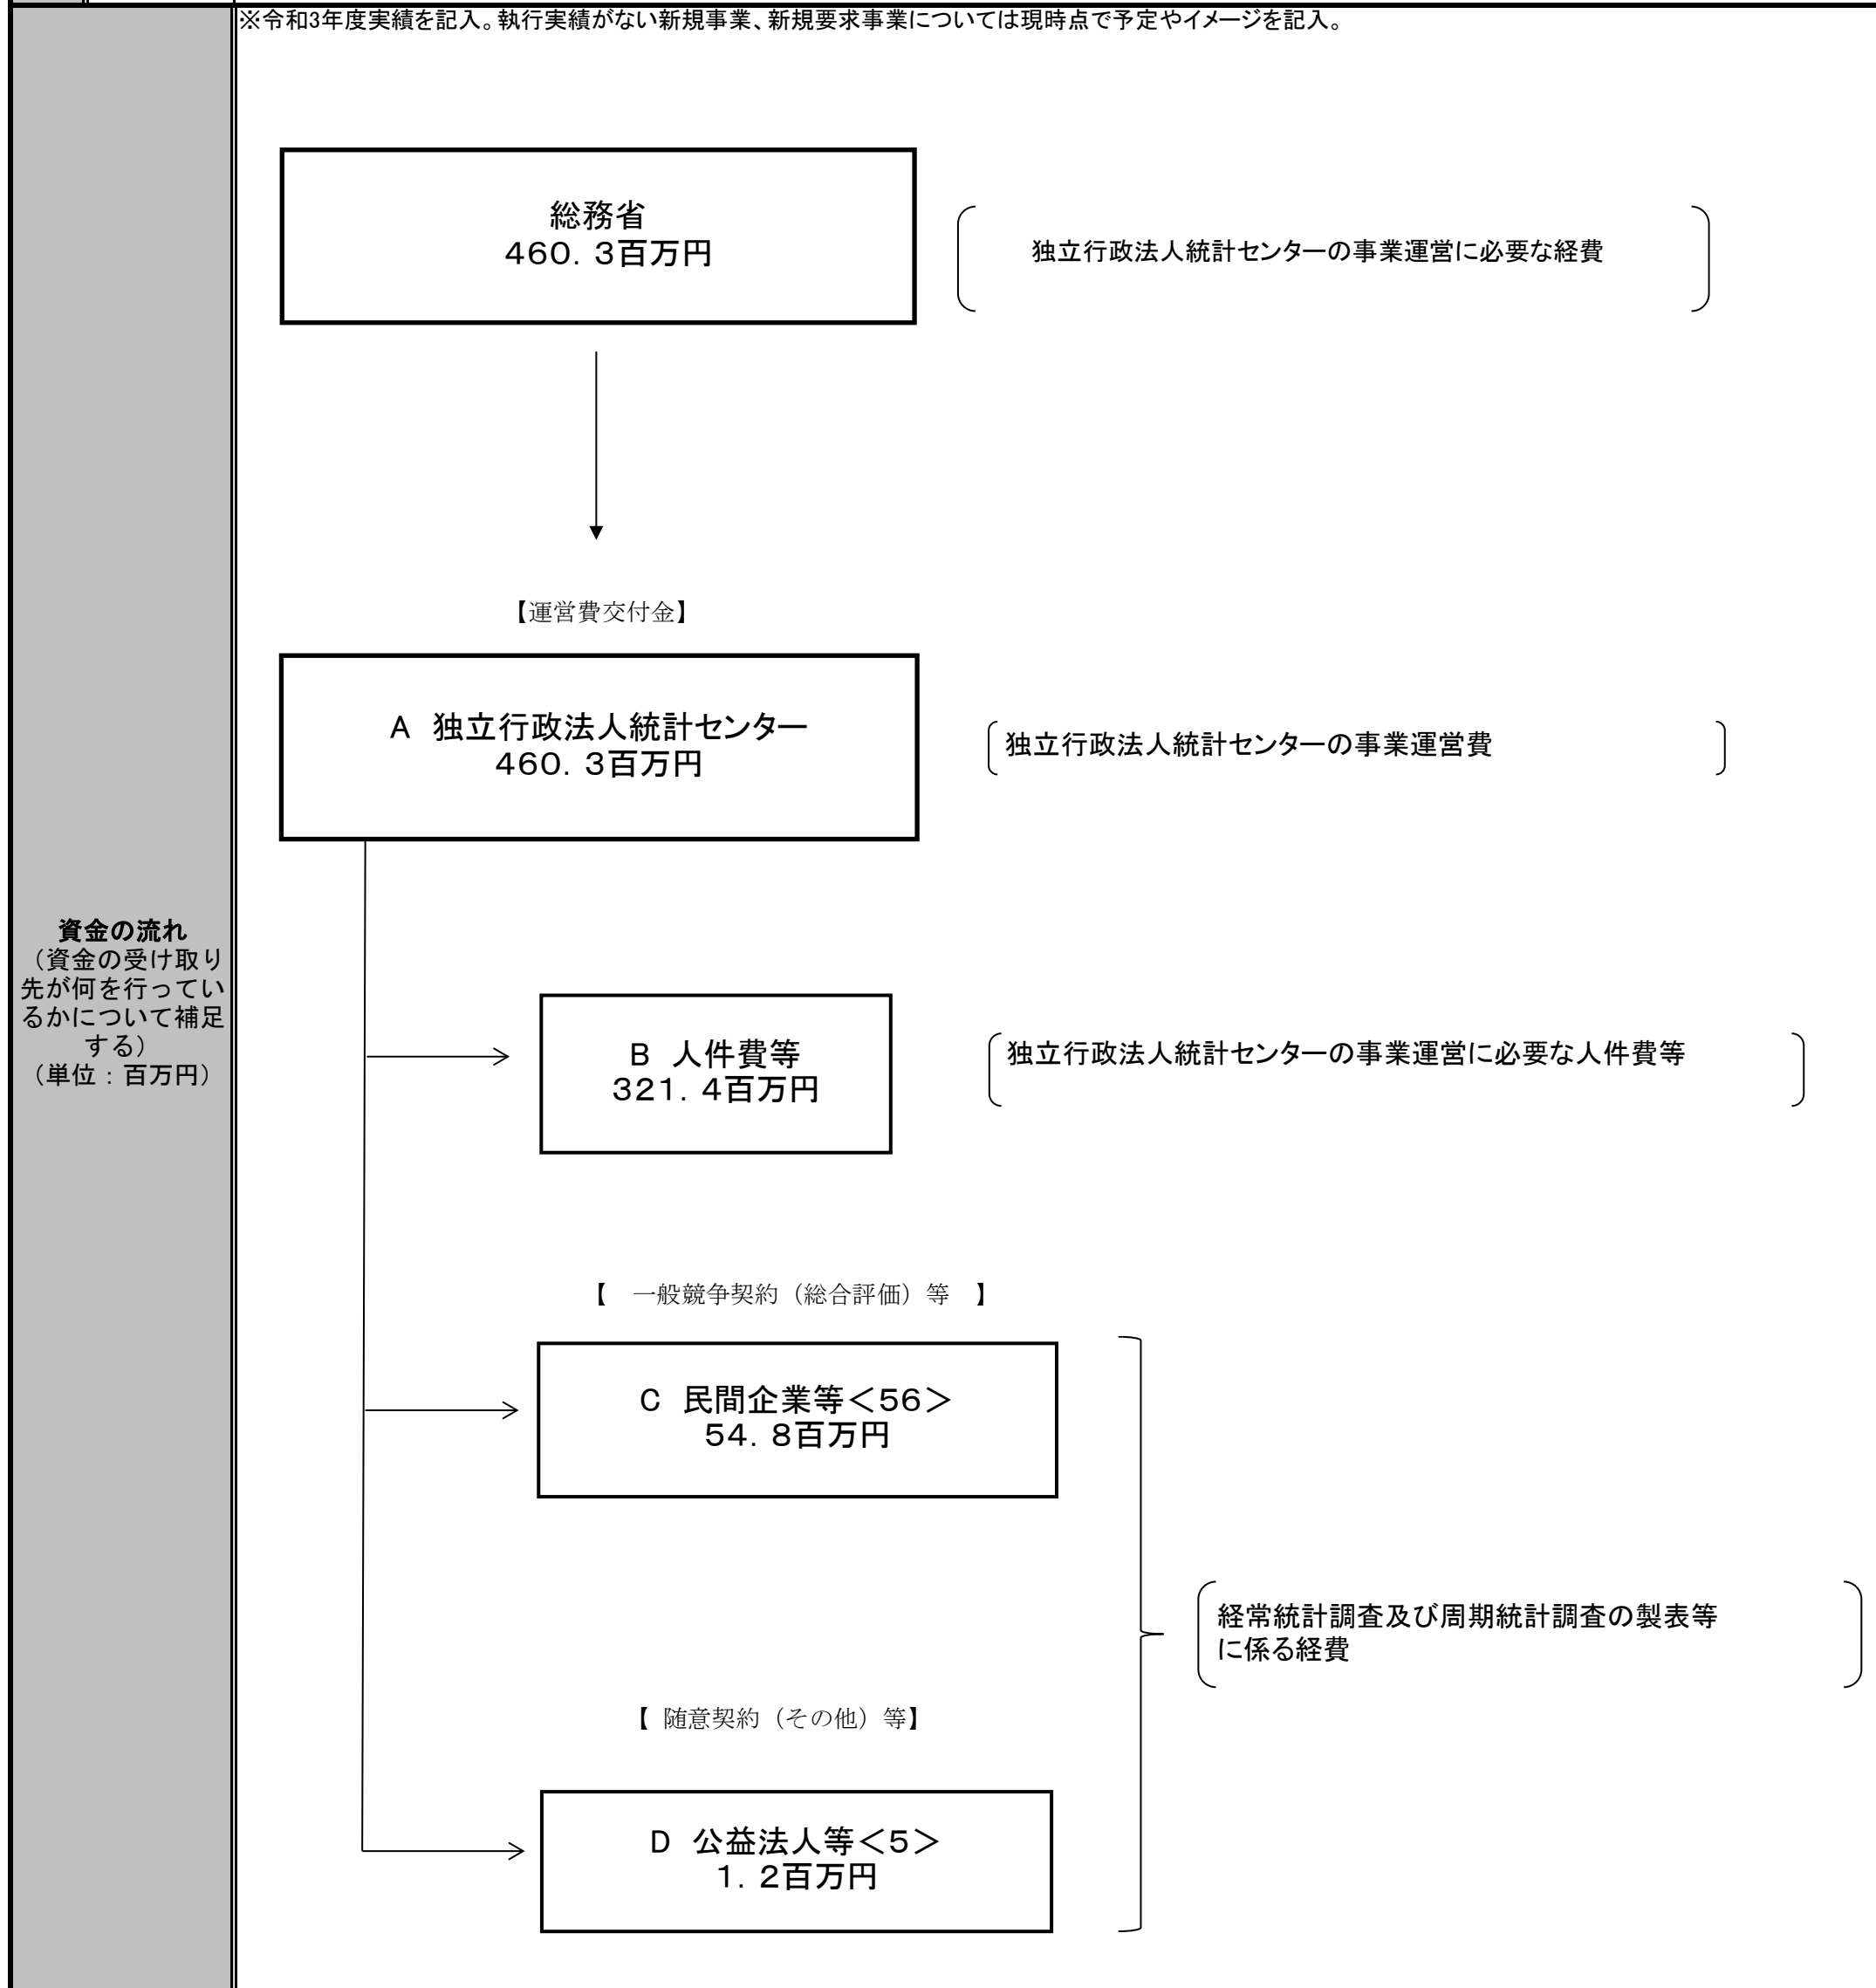 ※令和3年度実績を記入。執行実績がない新規事業、新規要求事業については現時点で予定やイメージを記入。
総務省
４６０．３百万円
独立行政法人統計センターの事業運営に必要な経費
【運営費交付金】
Ａ　独立行政法人統計センター
４６０．３百万円
独立行政法人統計センターの事業運営費
資金の流れ
（資金の受け取り
先が何を行ってい
るかについて補足
する）
（単位：百万円）
Ｂ　人件費等
３２１．４百万円
独立行政法人統計センターの事業運営に必要な人件費等
【　一般競争契約（総合評価）等　】
Ｃ　民間企業等＜５６＞
５４．８百万円
経常統計調査及び周期統計調査の製表等
に係る経費
【 随意契約（その他）等】
Ｄ　公益法人等＜５＞
１．２百万円